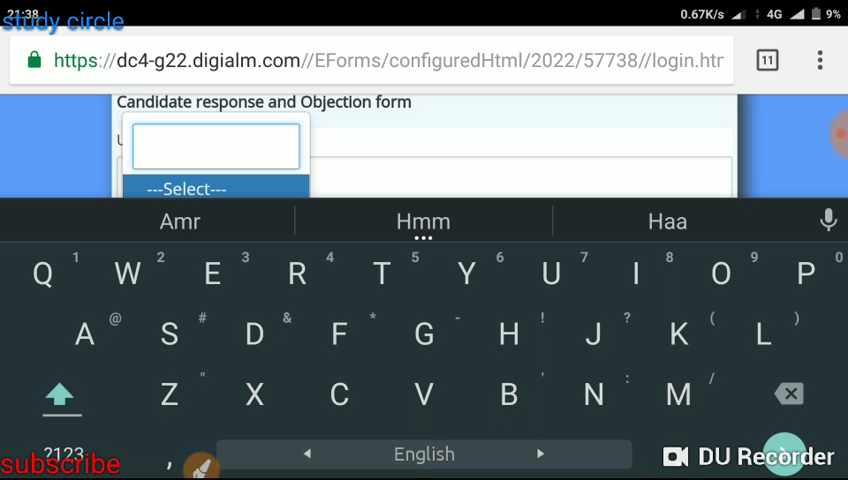 21:38
0.67K/s 4G 9%
study circle
https://dc4-g22.digialm.com//EForms/configuredHtml/2022/57738//login.htr
11
Candidate response and Objection form
---Select---
Amr Hmm Haa
1 2 3 4 5 6 7 8 9 0
Q W E R T Y U I O P
@ # & * - ! ? ( )
A S D F G H J K L
" ' : /
Z X C V B N M
?123 , English
DU Recorder
subscribe